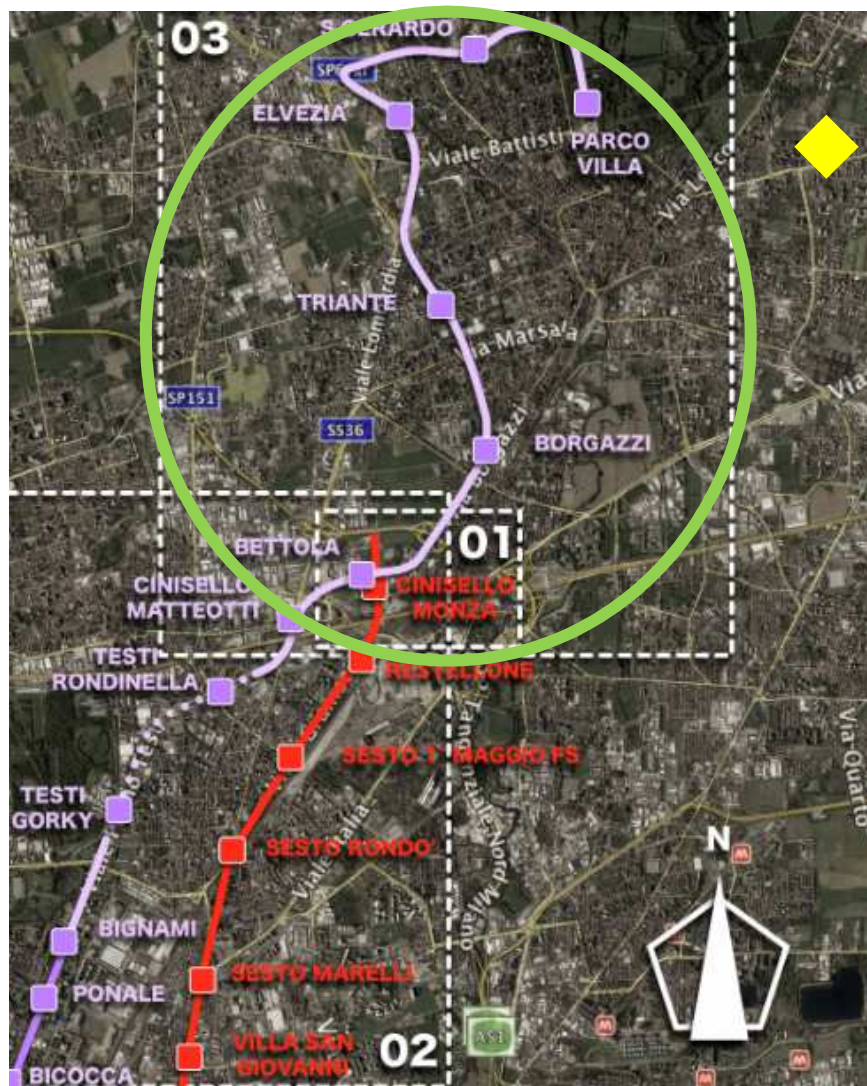 03
S.GERARDO
ELVEZIA
Viale Battisti
PARCO
VILLA
Via Lecco
TRIANTE
Viale Lombardia
Via Marsala
SP151
SS36
BORGAZZI
BETTOLA
01
CINISELLO
MATTEOTTI
CINISELLO
MONZA
TESTI
RONDINELLA
RESTELLONE
SESTO 1° MAGGIO FS
TESTI
GORKY
Viale Italia
Tangenziale Nord Milano
SESTO RONDO'
N
BIGNAMI
SESTO MARELLI
PONALE
VILLA SAN
GIOVANNI
02
A51
BICOCCA